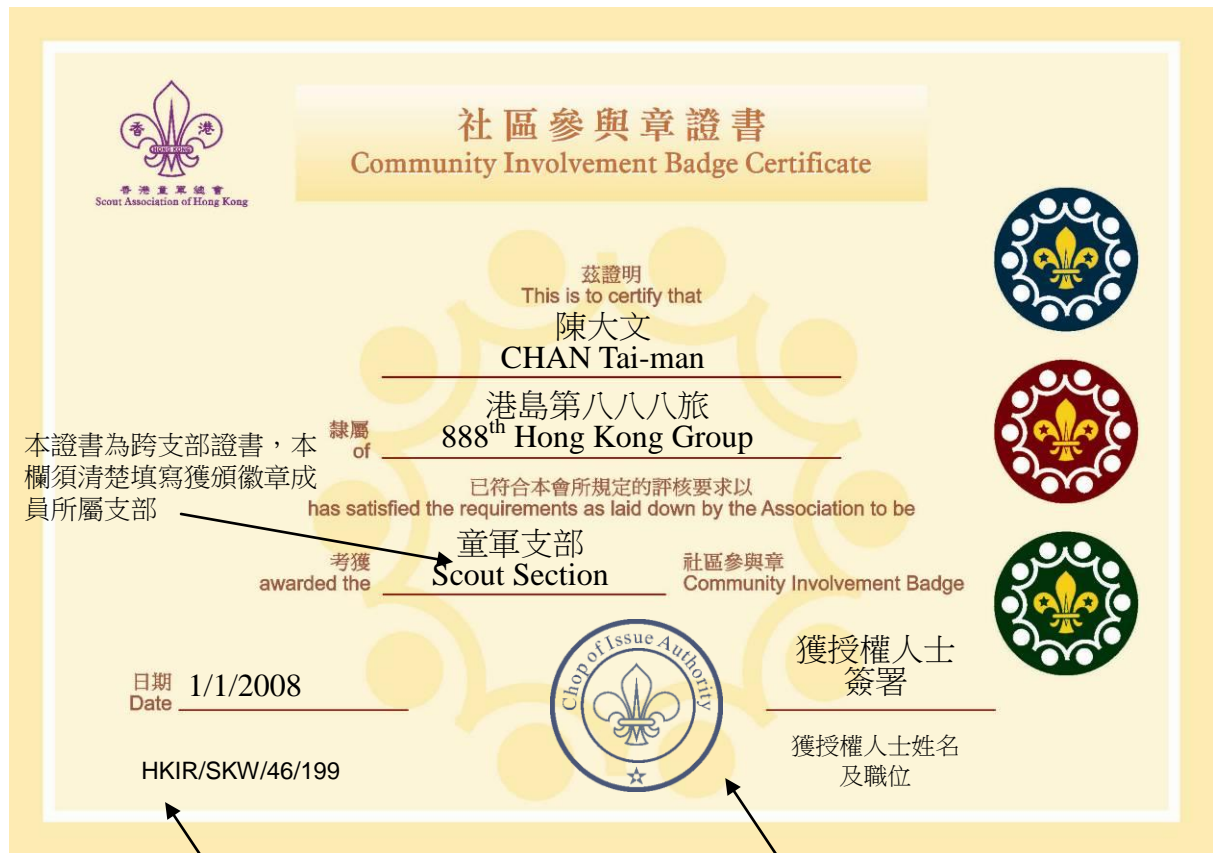 香 港
HONG KONG
香港童軍總會
Scout Association of Hong Kong
社區參與章證書
Community Involvement Badge Certificate
茲證明
This is to certify that
陳大文
CHAN Tai-man
隸屬
of
港島第八八八旅
888th Hong Kong Group
本證書為跨支部證書，本
欄須清楚填寫獲頒徽章成
員所屬支部
已符合本會所規定的評核要求以
has satisfied the requirements as laid down by the Association to be
考獲
awarded the
童軍支部
Scout Section
社區參與章
Community Involvement Badge
日期
Date
1/1/2008
Chop of Issue Authority
獲授權人士
簽署
獲授權人士姓名
及職位
HKIR/SKW/46/199